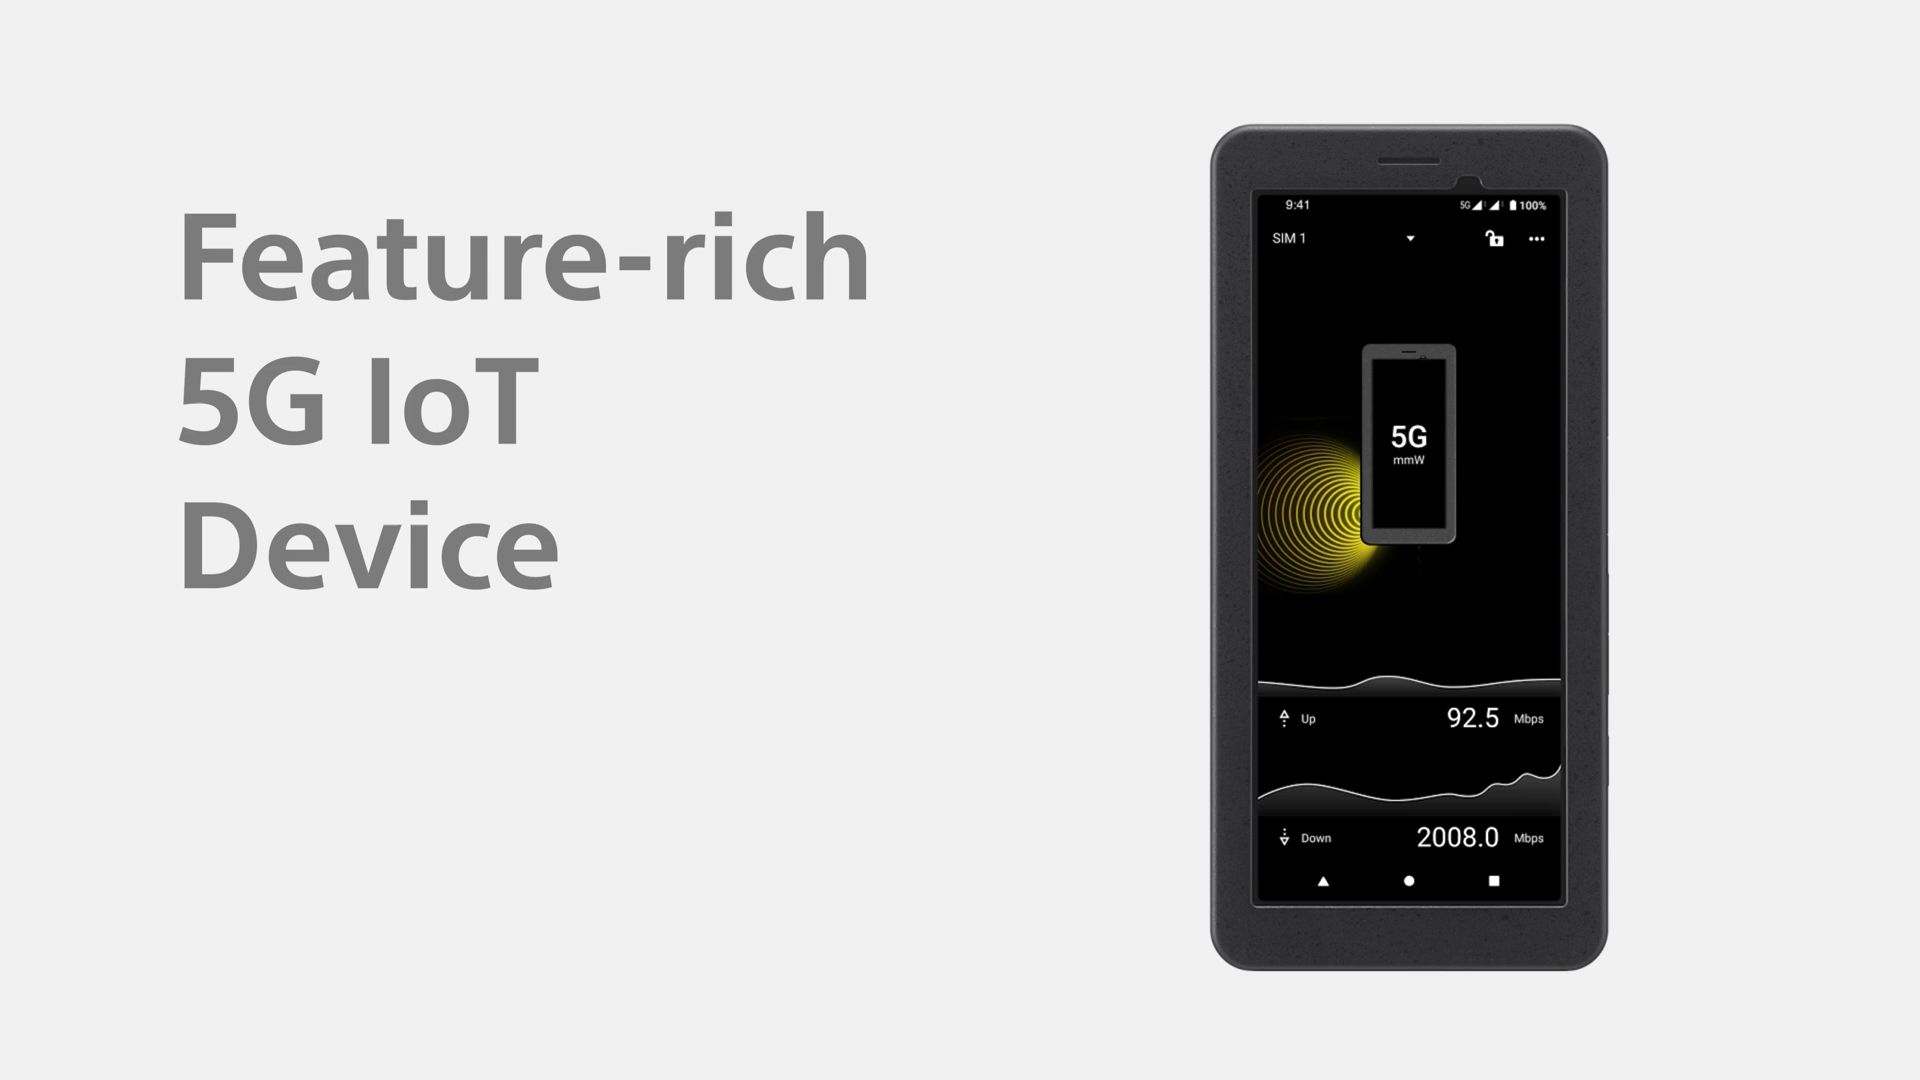 Feature-rich
5G IoT
Device
9:41 5G 100%
SIM 1
5G
mmW
Up 92.5 Mbps
Down 2008.0 Mbps